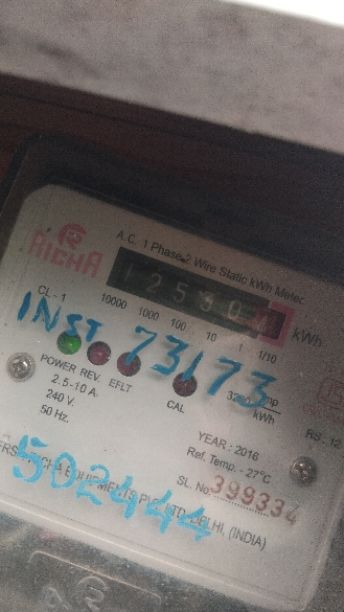 RICHA
A.C. 1 Phase 2 Wire Static kWh Meter
kWh
CL - 1
10000 1000 100 10 1 1/10
INST 73173
POWER REV. EFLT
CAL
kWh
2.5-10 A
240 V.
50 Hz.
YEAR : 2016
Ref. Temp. - 27°C
SL. No. 399334
502444
DELHI, (INDIA)